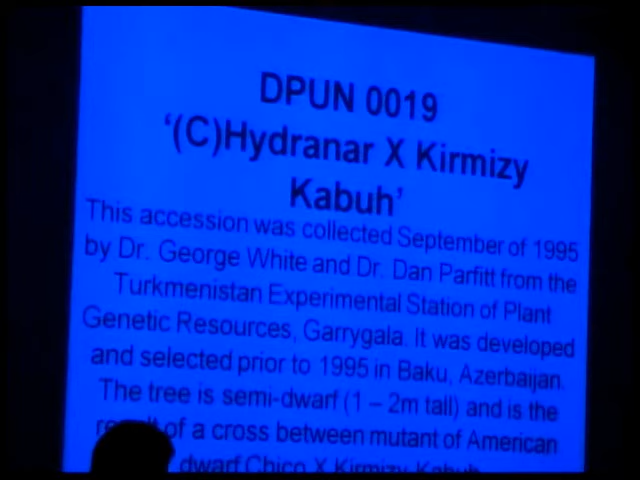 DPUN 0019
‘(C)Hydranar X Kirmizy
Kabuh’
This accession was collected September of 1995
by Dr. George White and Dr. Dan Parfitt from the
Turkmenistan Experimental Station of Plant
Genetic Resources, Garrygala. It was developed
and selected prior to 1995 in Baku, Azerbaijan.
The tree is semi-dwarf (1 – 2m tall) and is the
of a cross between mutant of American
dwarf Chico X Kirmizy Kabuh